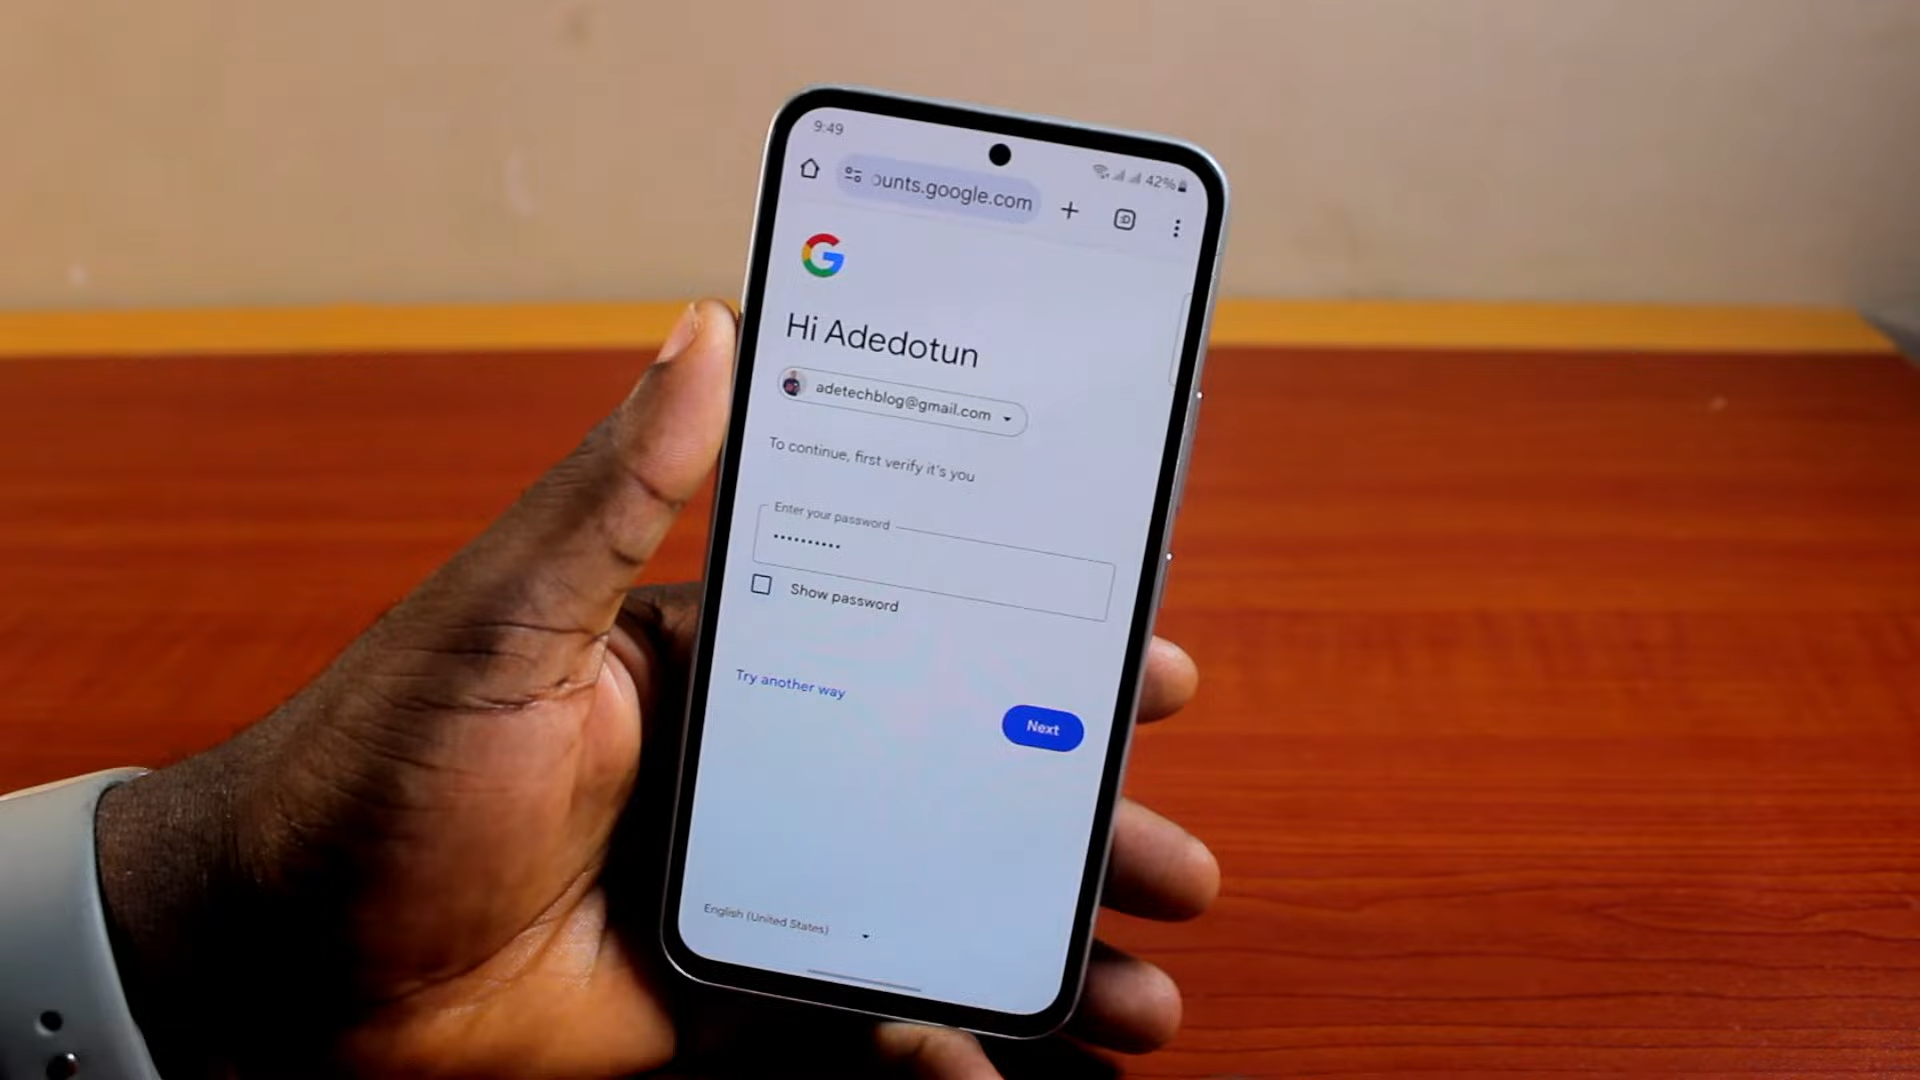 9:49
42%
ounts.google.com
:D
G
Hi Adedotun
adetechblog@gmail.com
To continue, first verify it's you
Enter your password
••••••••••
Show password
Try another way
Next
English (United States)